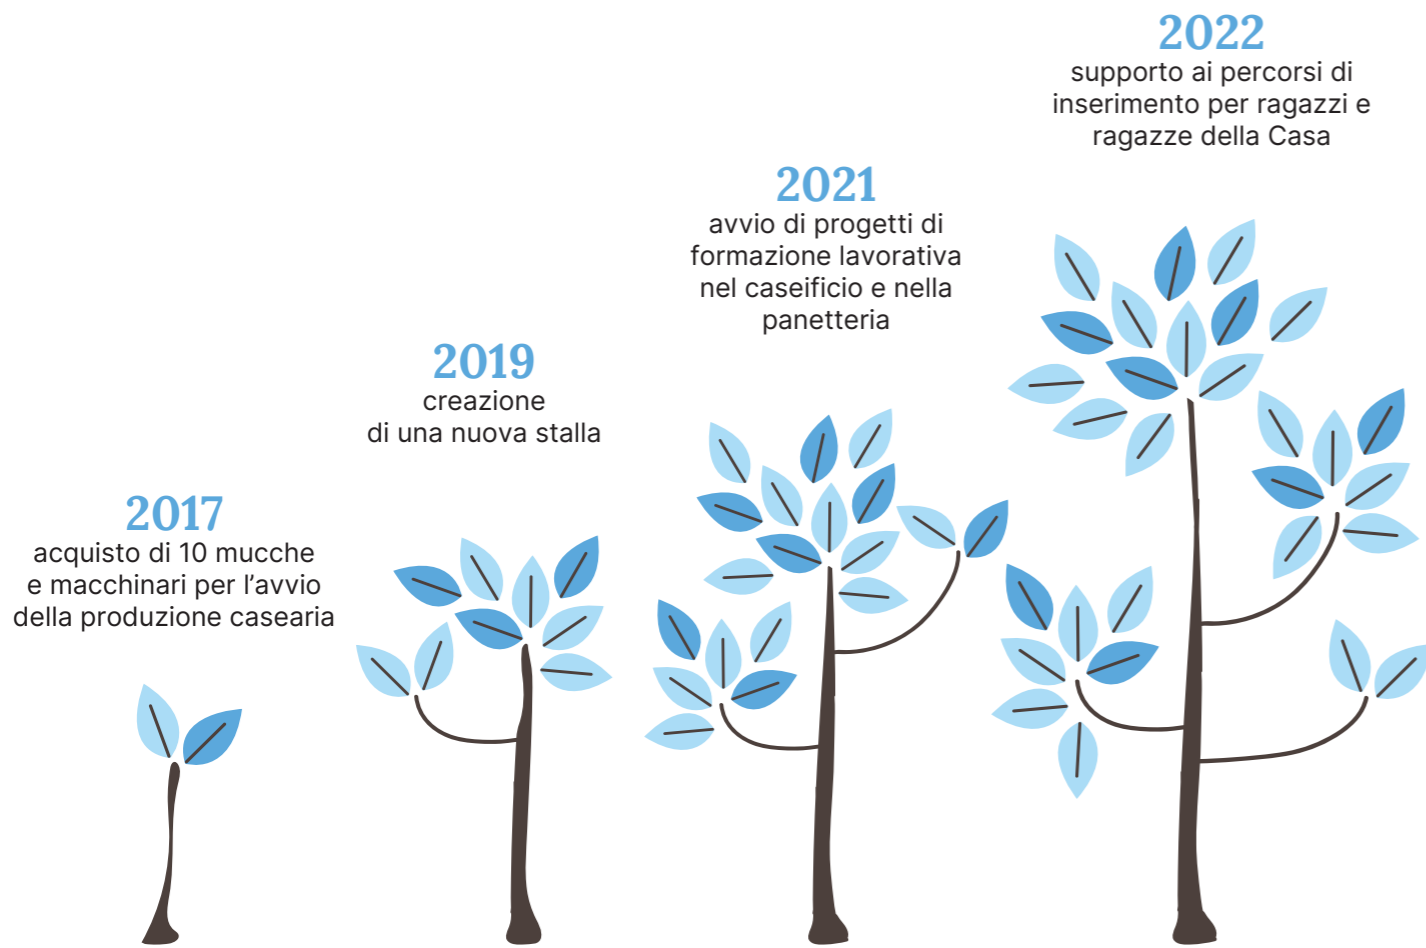 2017
acquisto di 10 mucche
e macchinari per l’avvio
della produzione casearia
2019
creazione
di una nuova stalla
2021
avvio di progetti di
formazione lavorativa
nel caseificio e nella
panetteria
2022
supporto ai percorsi di
inserimento per ragazzi e
ragazze della Casa